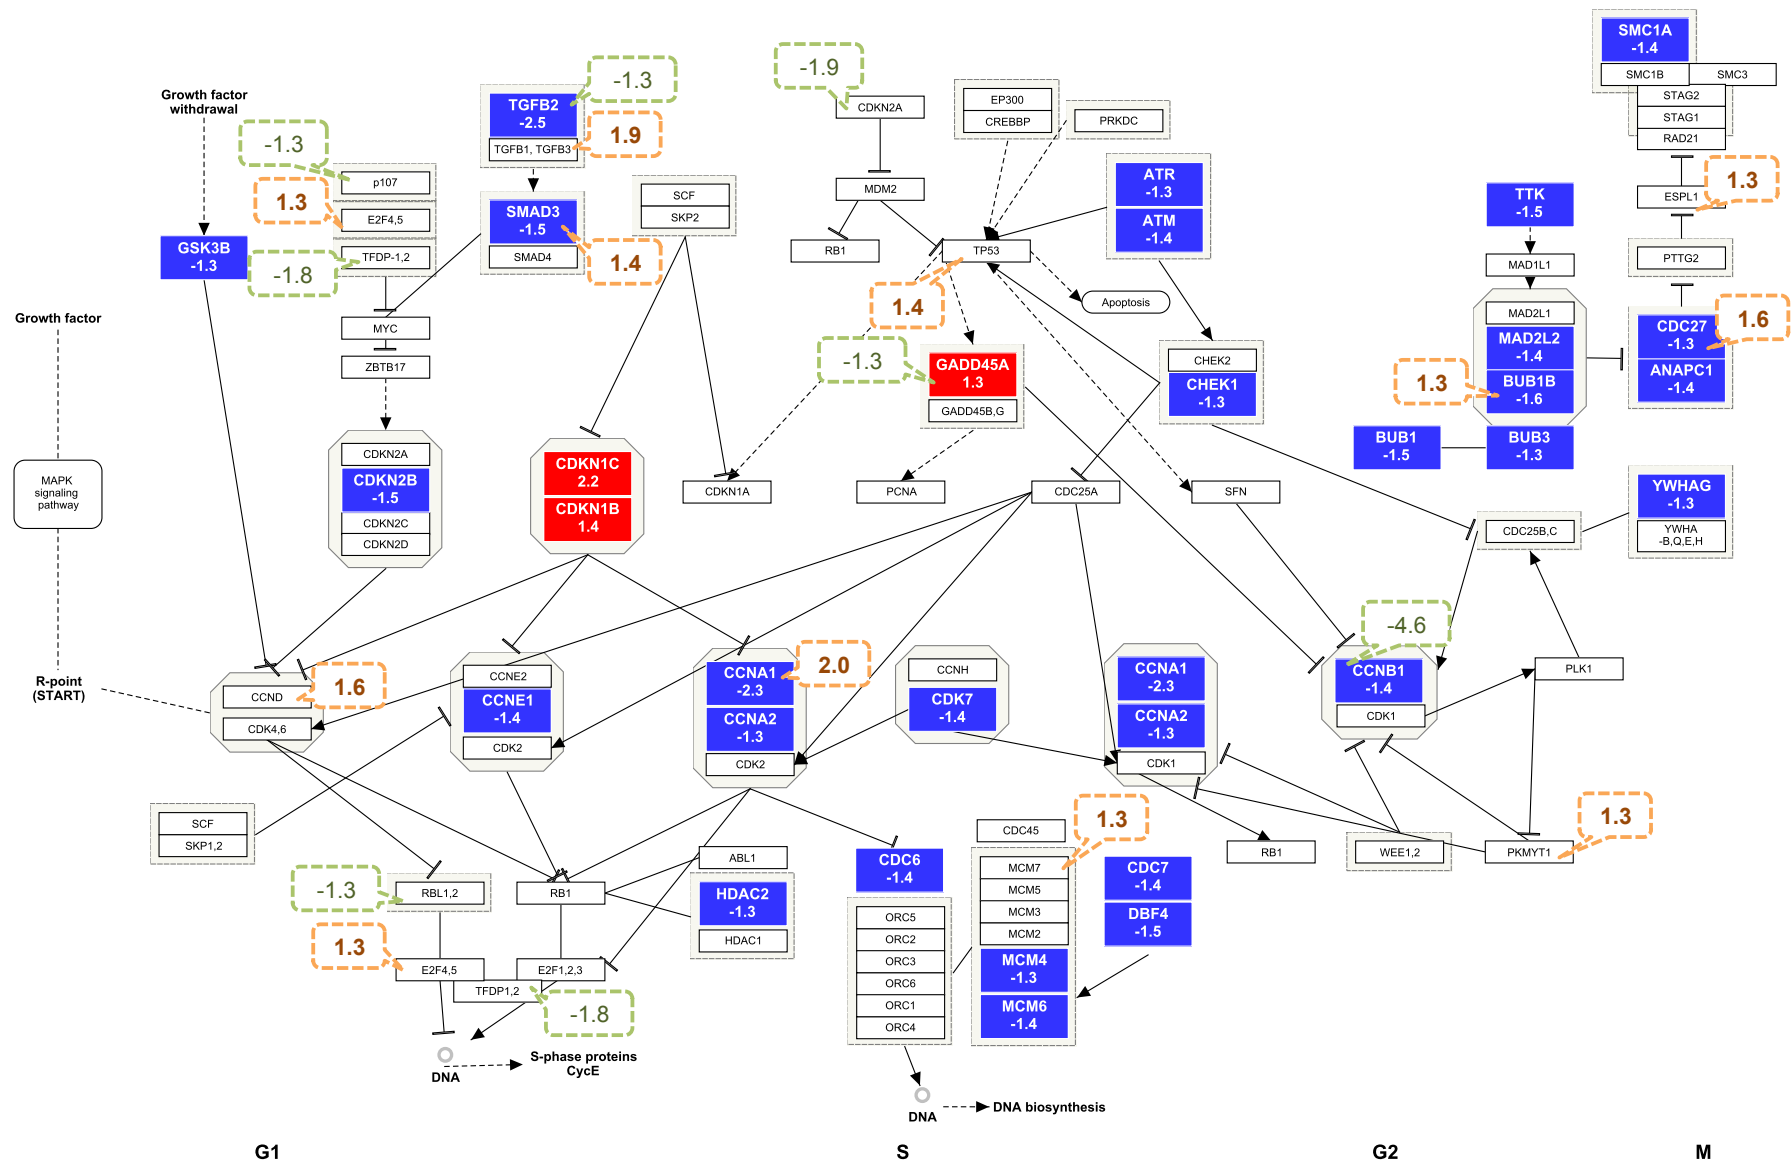 SMC1A
-1.4
SMC1B
SMC3
STAG2
STAG1
RAD21
1.3
ESPL1
PTTG2
CDC27
-1.3
1.6
ANAPC1
-1.4
Growth factor
withdrawal
-1.3
p107
1.3
E2F4,5
GSK3B
-1.3
-1.8
TFDP-1,2
TGFB2
-2.5
-1.3
TGFB1, TGFB3
1.9
SMAD3
-1.5
SMAD4
1.4
SCF
SKP2
-1.9
CDKN2A
MDM2
RB1
EP300
CREBBP
PRKDC
ATR
-1.3
ATM
-1.4
TP53
1.4
Apoptosis
TTK
-1.5
MAD1L1
MAD2L1
MAD2L2
-1.4
BUB1B
-1.6
1.3
BUB1
-1.5
BUB3
-1.3
Growth factor
MYC
ZBTB17
-1.3
GADD45A
1.3
GADD45B,G
CHEK2
CHEK1
-1.3
MAPK
signaling
pathway
CDKN2A
CDKN2B
-1.5
CDKN2C
CDKN2D
CDKN1C
2.2
CDKN1B
1.4
CDKN1A
PCNA
CDC25A
SFN
CDC25B,C
YWHAG
-1.3
YWHA
-B,Q,E,H
R-point
(START)
CCND
1.6
CDK4,6
CCNE2
CCNE1
-1.4
CDK2
CCNA1
-2.3
2.0
CCNA2
-1.3
CDK2
CCNH
CDK7
-1.4
CCNA1
-2.3
CCNA2
-1.3
CDK1
-4.6
CCNB1
-1.4
CDK1
PLK1
SCF
SKP1,2
-1.3
RBL1,2
RB1
ABL1
HDAC2
-1.3
HDAC1
CDC6
-1.4
CDC45
1.3
MCM7
MCM5
MCM3
MCM2
MCM4
-1.3
MCM6
-1.4
CDC7
-1.4
DBF4
-1.5
RB1
WEE1,2
PKMYT1
1.3
1.3
E2F4,5
E2F1,2,3
TFDP1,2
-1.8
ORC5
ORC2
ORC3
ORC6
ORC1
ORC4
DNA
S-phase proteins
CycE
DNA
DNA biosynthesis
G1
S
G2
M